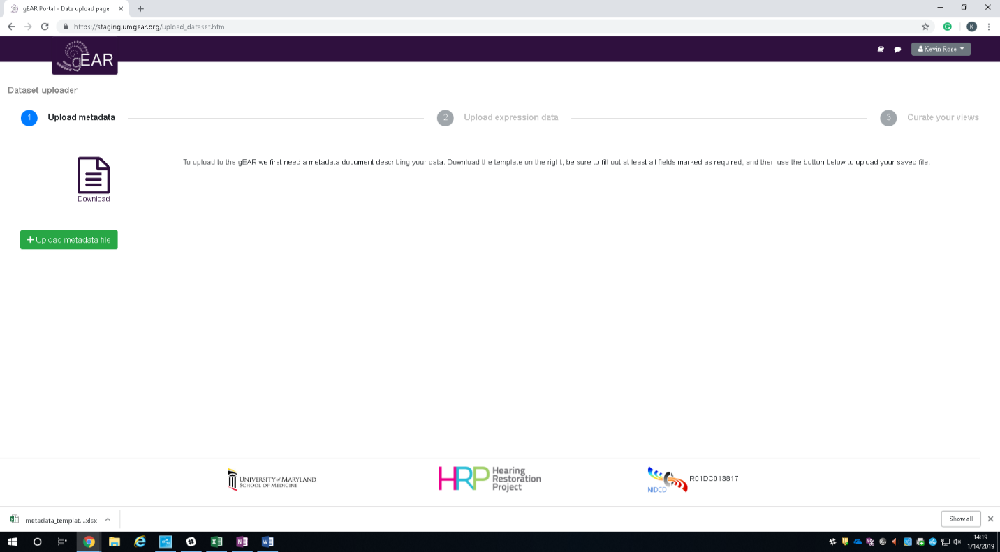 gEAR Portal - Data upload page
https://staging.umgear.org/upload_dataset.html
K
gEAR
Kevin Rose
Dataset uploader
1 Upload metadata
2 Upload expression data
3 Curate your views
To upload to the gEAR we first need a metadata document describing your data. Download the template on the right, be sure to fill out at least all fields marked as required, and then use the button below to upload your saved file.
Download
Upload metadata file
UNIVERSITY of MARYLAND
SCHOOL OF MEDICINE
HRP
Hearing
Restoration
Project
NIDCD
R01DC013817
metadata_templat....xlsx
Show all
14:19
1/14/2019